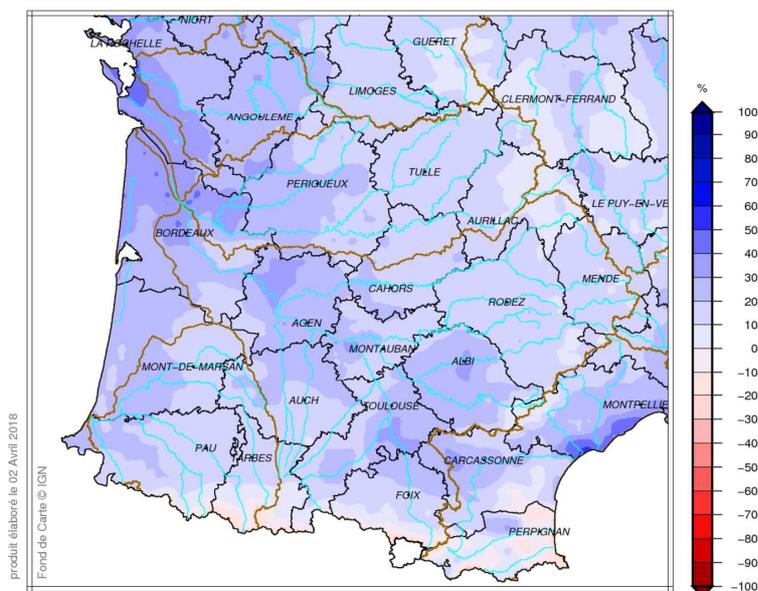 NIORT
LA ROCHELLE
GUERET
LIMOGES
CLERMONT-FERRAND
ANGOULEME
PERIGUEUX
TULLE
LE PUY-EN-VE
AURILLAC
BORDEAUX
MENDE
CAHORS
RODEZ
AGEN
MONTAUBAN
ALBI
MONT-DE-MARSAN
AUCH
TOULOUSE
MONTPELLIE
PAU
TARBES
CARCASSONNE
FOIX
PERPIGNAN
%
100
90
80
70
60
50
40
30
20
10
0
-10
-20
-30
-40
-50
-60
-70
-80
-90
-100
produit élaboré le 02 Avril 2018
Fond de Carte © IGN